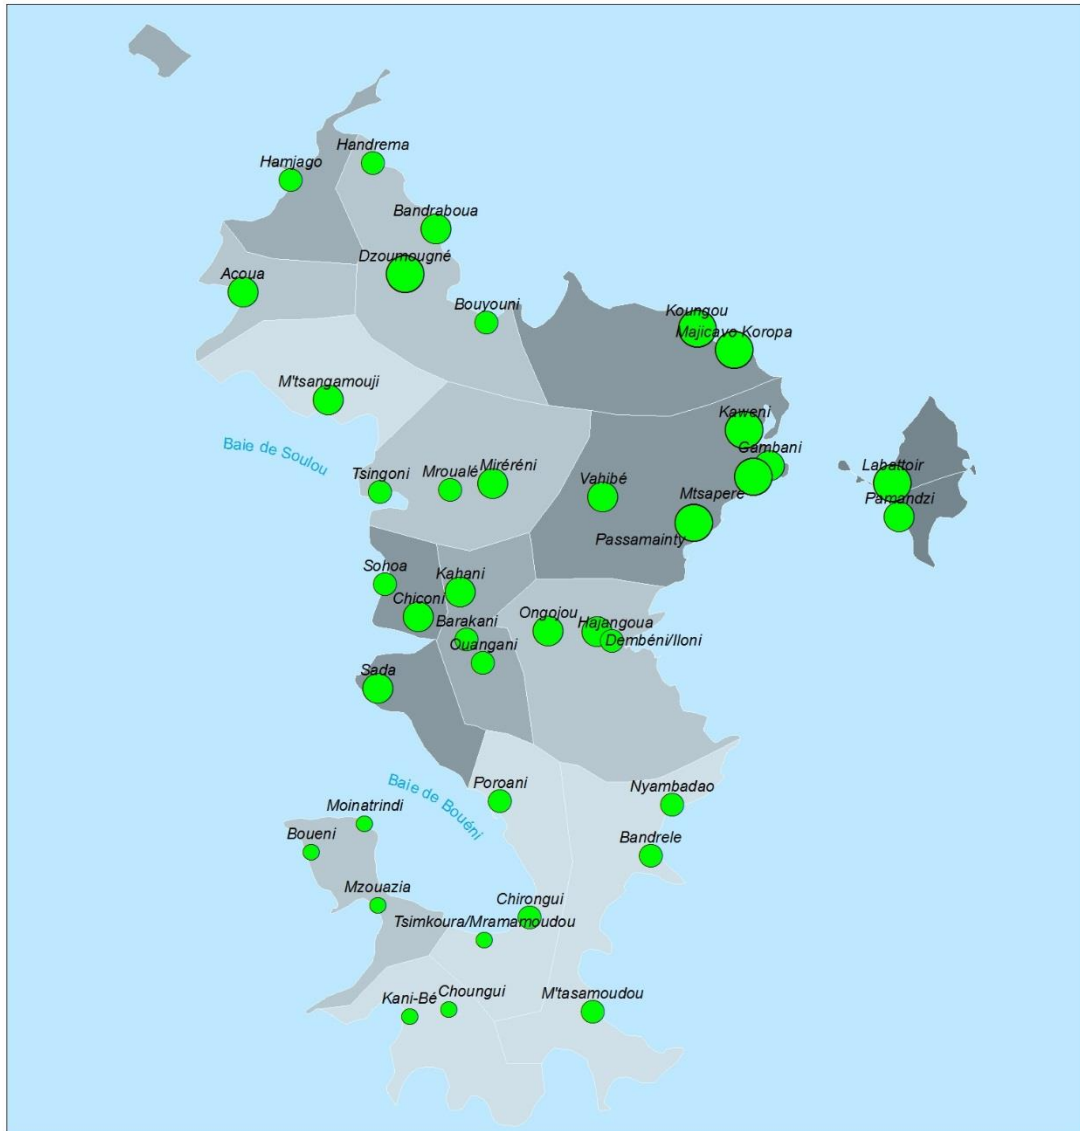 Handrema
Hamjago
Bandraboua
Dzoumougné
Acoua
Bouyouni
Koungou
Majicavo Koropa
M'tsangamouji
Kaweni
Baie de Soulou
Gambani
Tsingoni
Mroualé
Miréréni
Vahibé
Labattoir
Mtsapere
Pamandzi
Passamainty
Sohoa
Kahani
Chiconi
Barakani
Ongojou
Hajangoua
Dembéni/Iloni
Ouangani
Sada
Poroani
Nyambadao
Baie de Bouéni
Moinatrindi
Boueni
Bandrele
Mzouazia
Chirongui
Tsimkoura/Mramamoudou
Kani-Bé
Choungui
M'tasamoudou